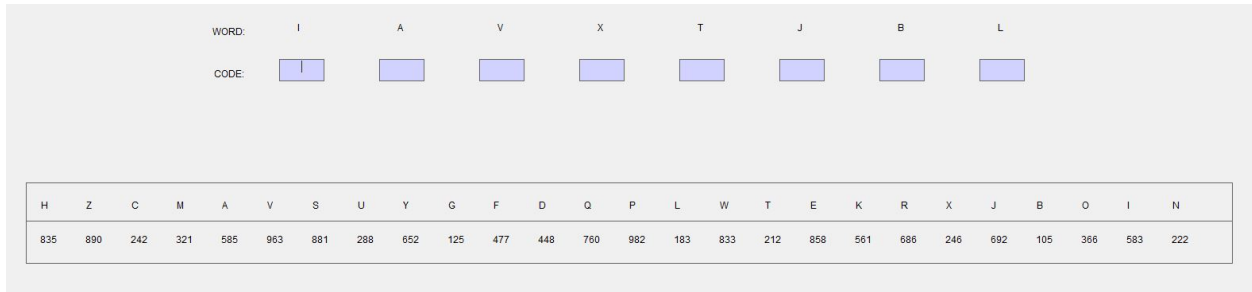 WORD: I A V X T J B L
CODE:
H Z C M A V S U Y G F D Q P L W T E K R X J B O I N
835 890 242 321 585 963 881 288 652 125 477 448 760 982 183 833 212 858 561 686 246 692 105 366 583 222